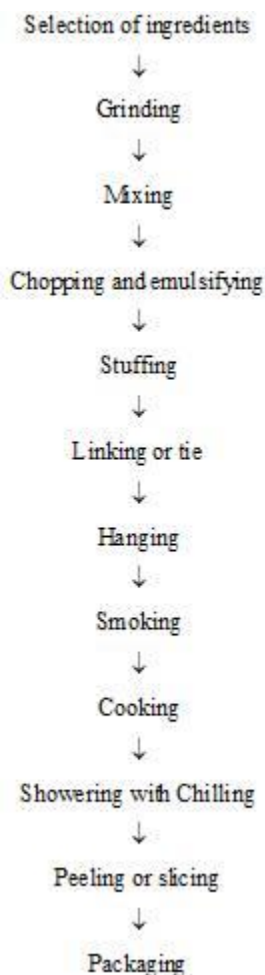 Selection of ingredients
↓
Grinding
↓
Mixing
↓
Chopping and emulsifying
↓
Stuffing
↓
Linking or tie
↓
Hanging
↓
Smoking
↓
Cooking
↓
Showering with Chilling
↓
Peeling or slicing
↓
Packaging